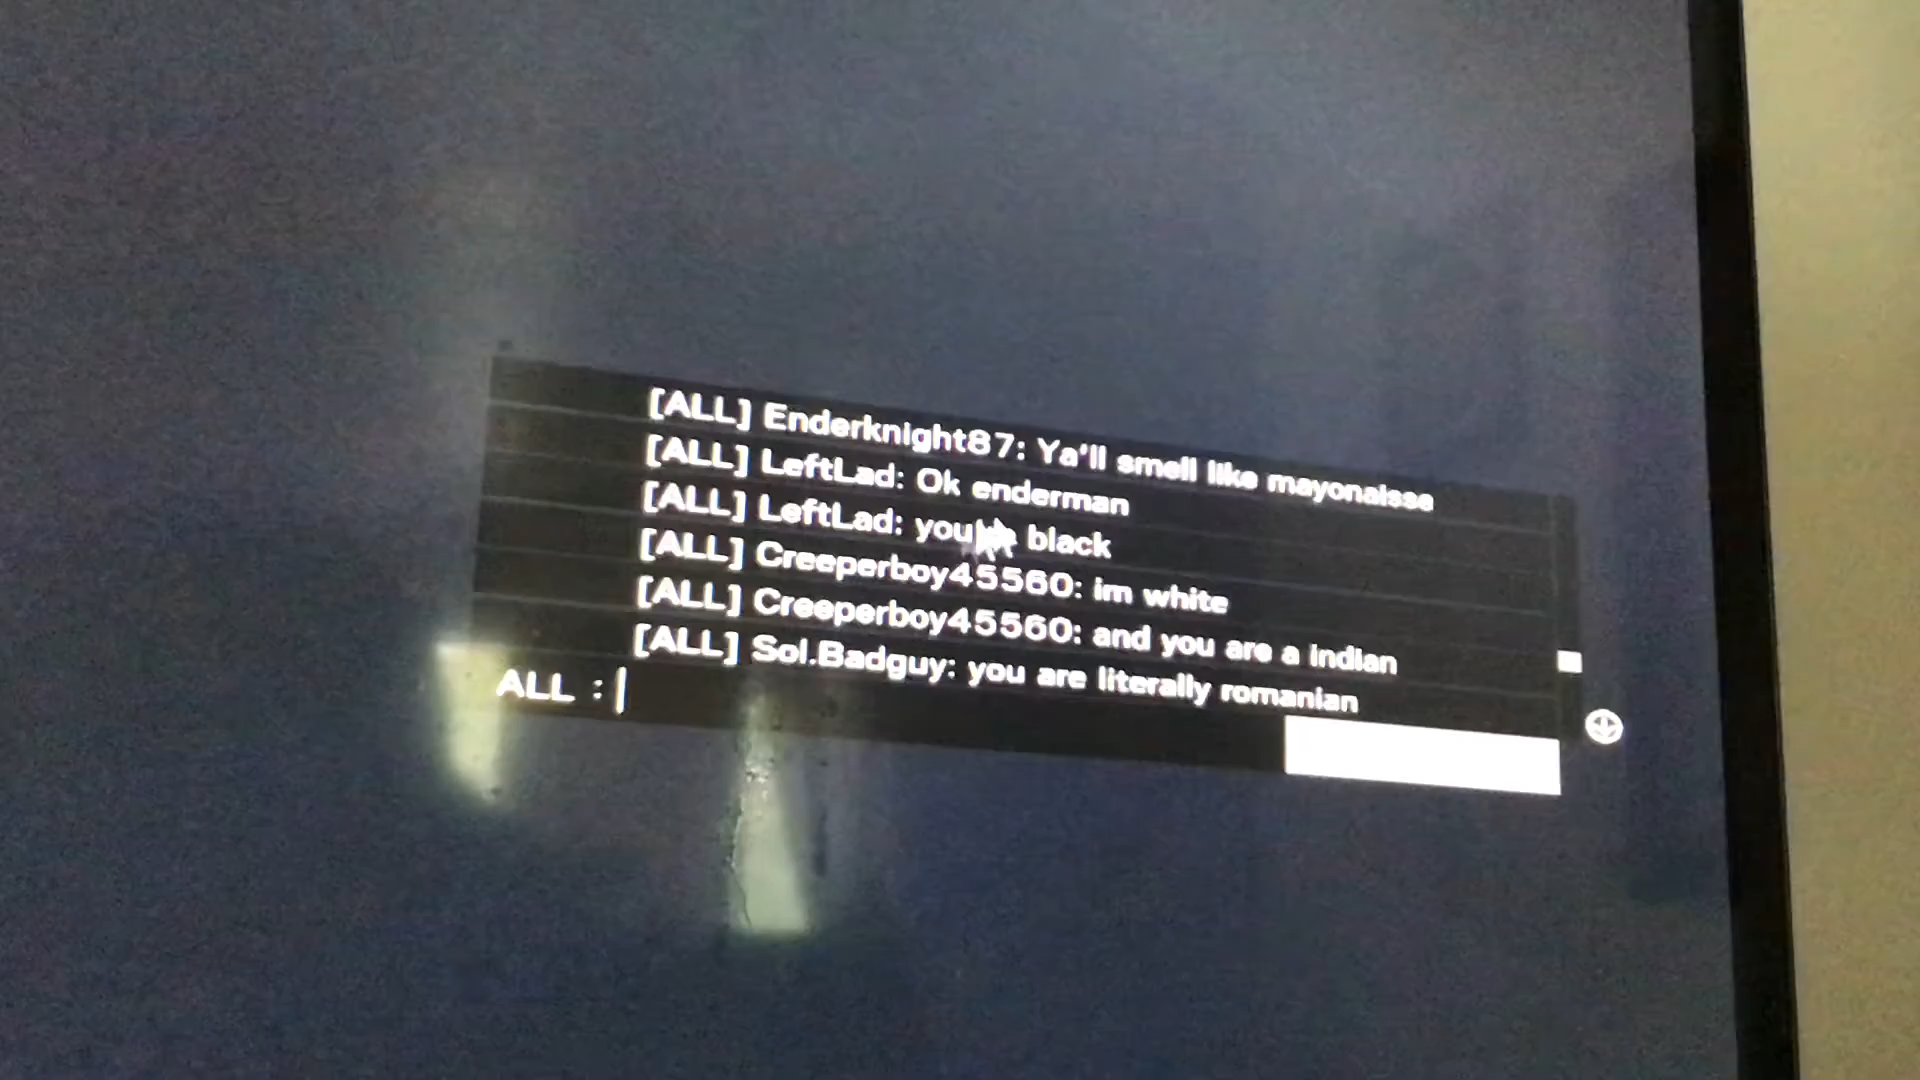 [ALL] Enderknight87: Ya'll smell like mayonaisse
[ALL] LeftLad: Ok enderman
[ALL] LeftLad: black
[ALL] Creeperboy45560: im white
[ALL] Creeperboy45560: and you are a indian
[ALL] Sol.Badguy: you are literally romanian
ALL :